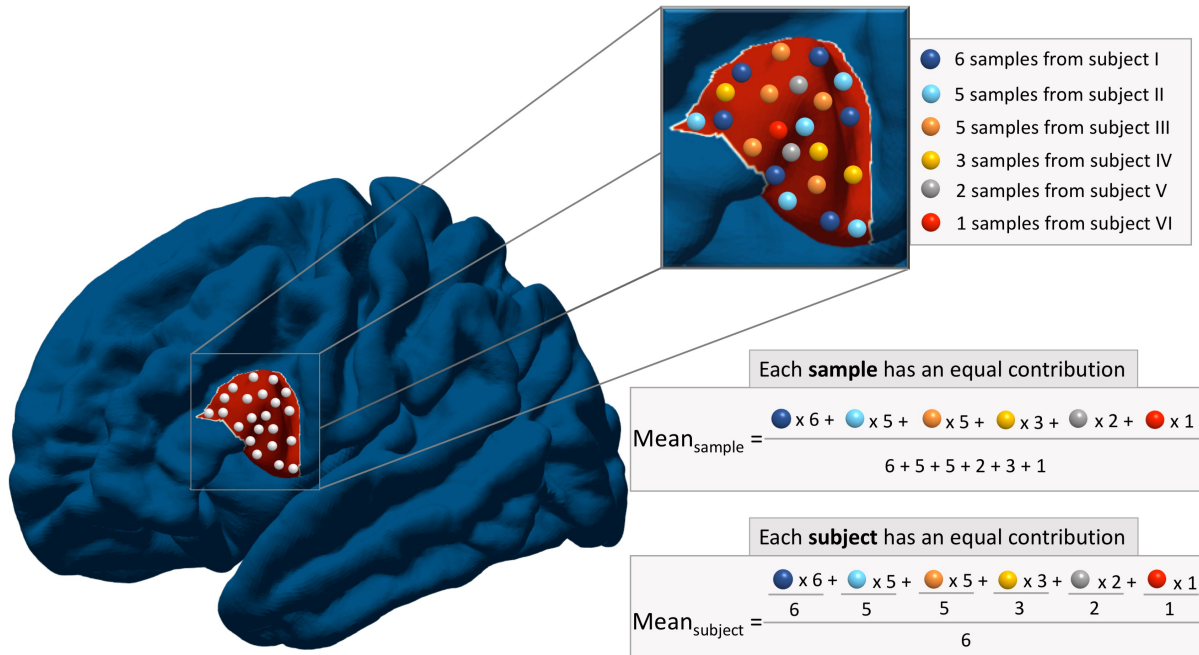 6 samples from subject I
5 samples from subject II
5 samples from subject III
3 samples from subject IV
2 samples from subject V
1 samples from subject VI
Each sample has an equal contribution
Mean_sample = x 6 + x 5 + x 5 + x 3 + x 2 + x 1
6 + 5 + 5 + 2 + 3 + 1
Each subject has an equal contribution
Mean_subject = x 6 + x 5 + x 5 + x 3 + x 2 + x 1
6 5 5 3 2 1
6